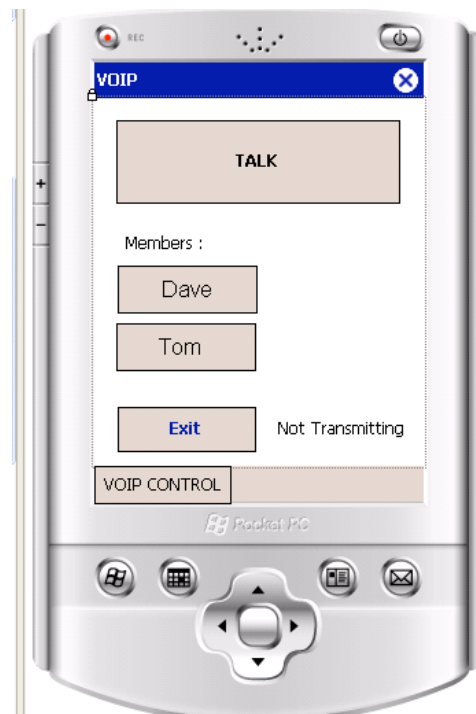 REC
VOIP
TALK
Members :
Dave
Tom
Exit Not Transmitting
VOIP CONTROL
Pocket PC